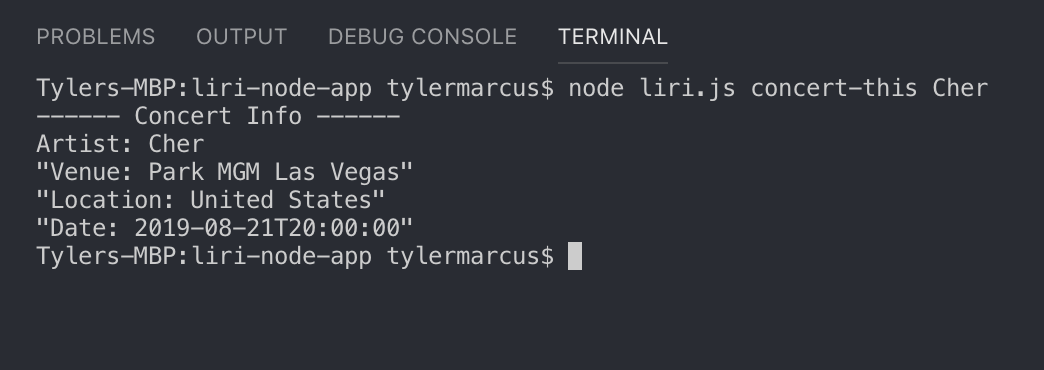 PROBLEMS OUTPUT DEBUG CONSOLE TERMINAL
Tylers-MBP:liri-node-app tylermarcus$ node liri.js concert-this Cher
------ Concert Info ------
Artist: Cher
"Venue: Park MGM Las Vegas"
"Location: United States"
"Date: 2019-08-21T20:00:00"
Tylers-MBP:liri-node-app tylermarcus$